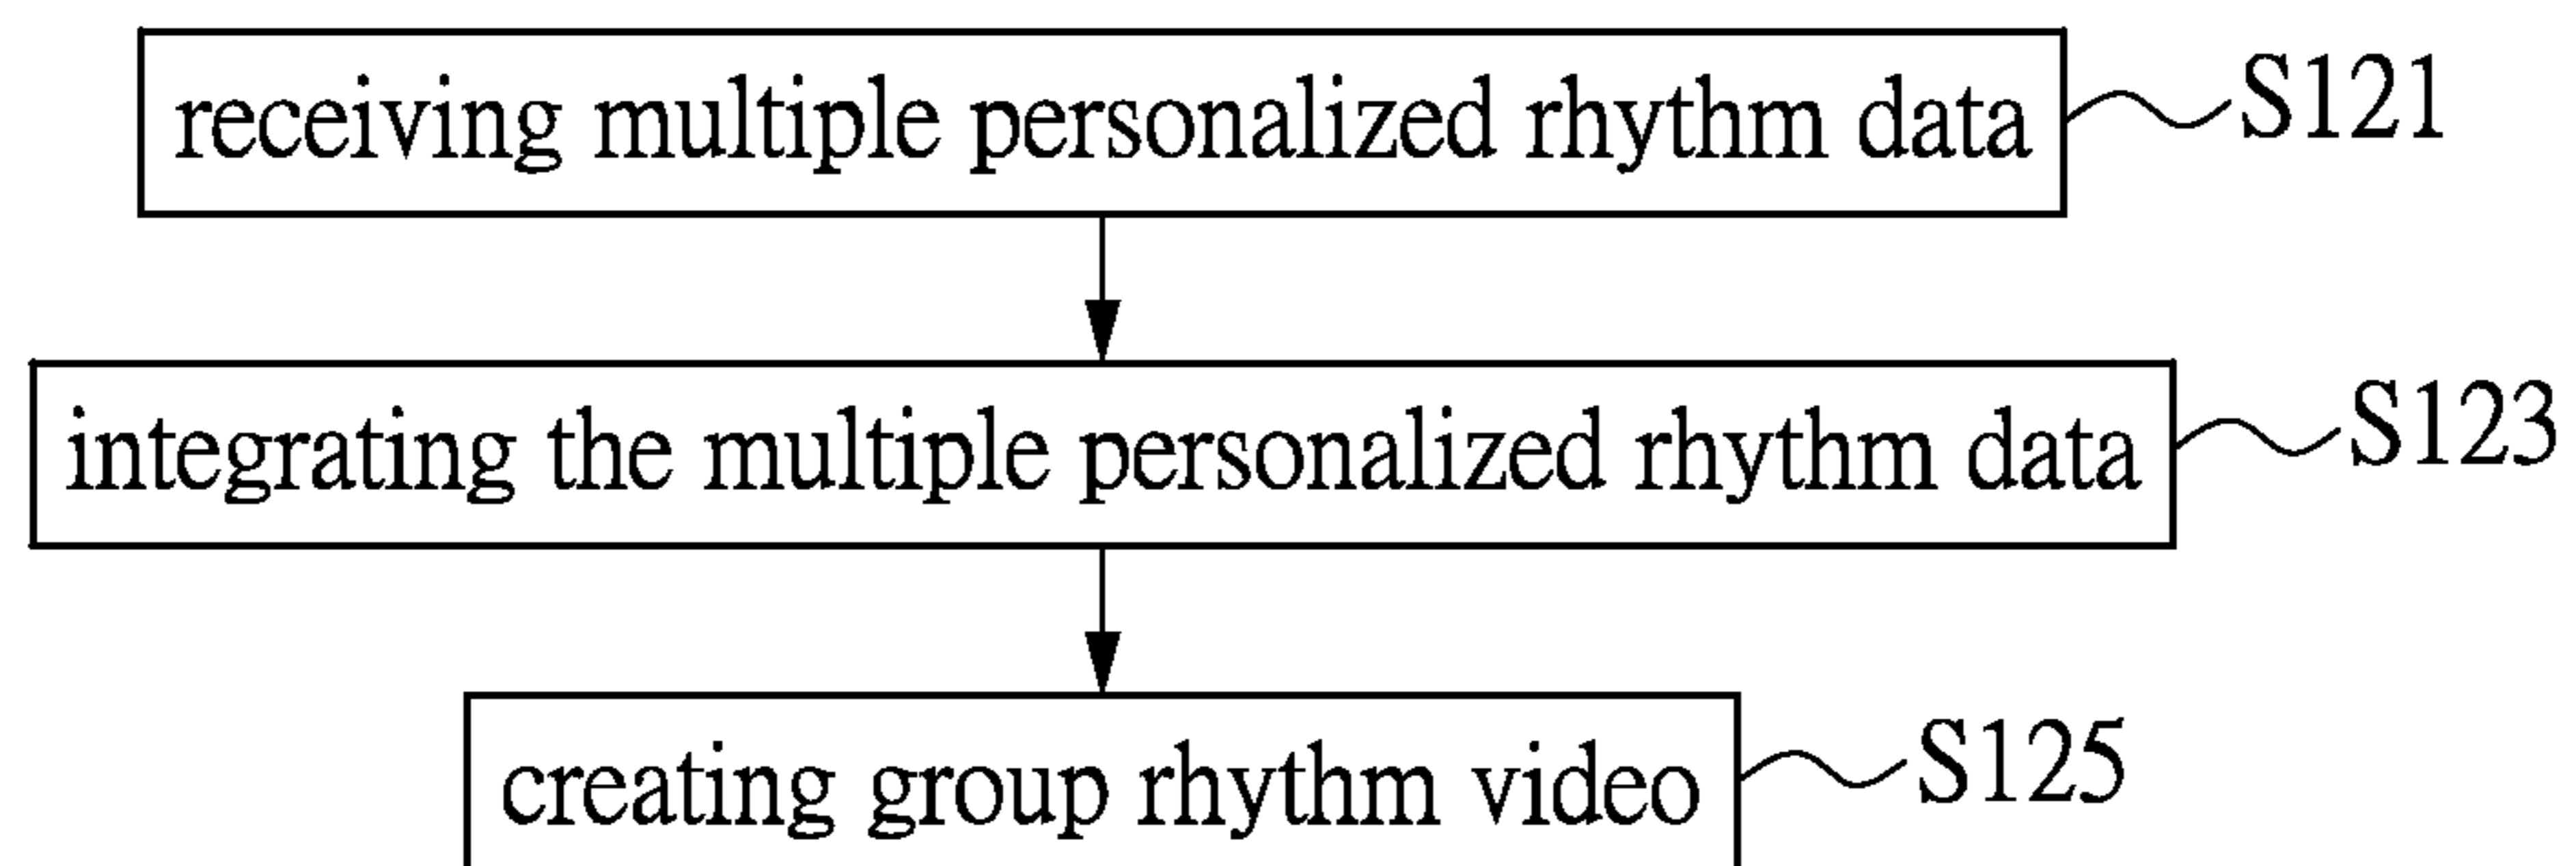 receiving multiple personalized rhythm data S121
integrating the multiple personalized rhythm data S123
creating group rhythm video S125